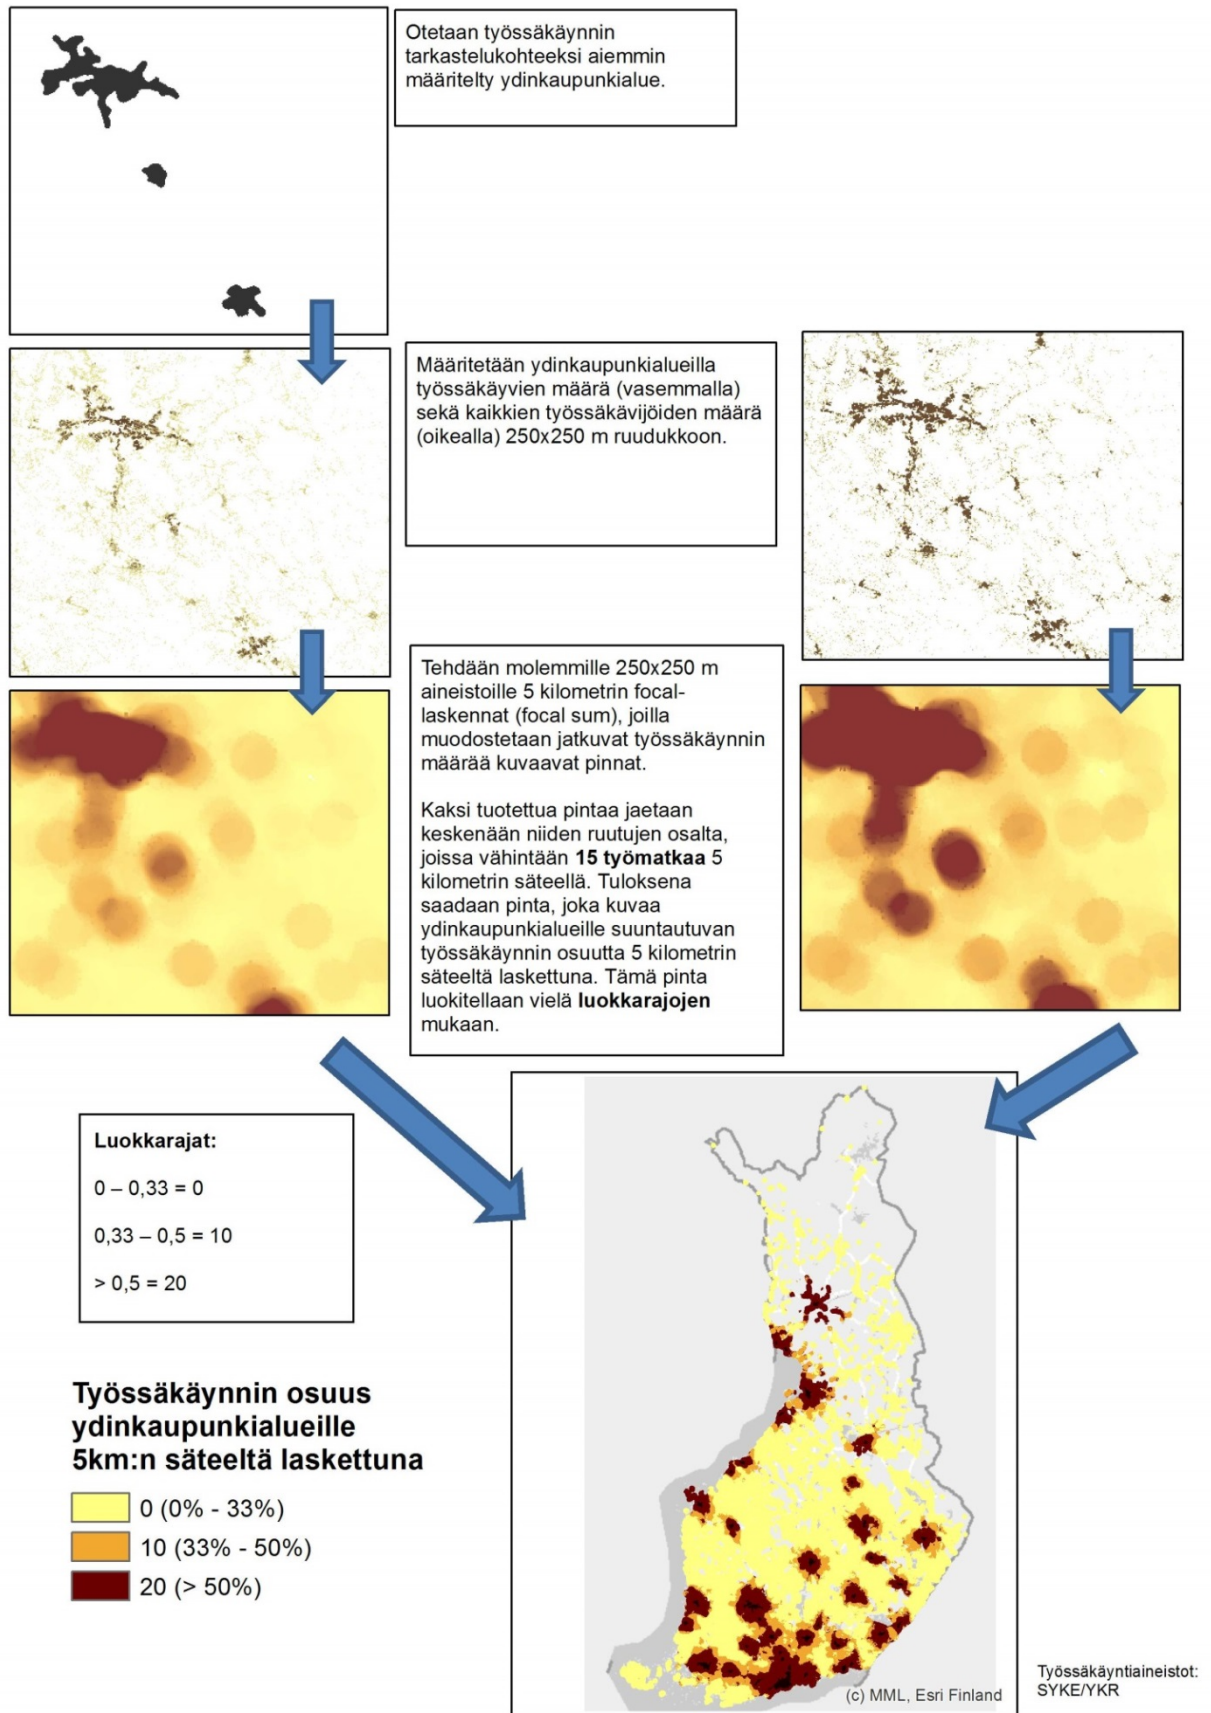 Otetaan työssäkäynnin
tarkastelukohteeksi aiemmin
määritelty ydinkaupunkialue.
Määritetään ydinkaupunkialueilla
työssäkäyvien määrä (vasemmalla)
sekä kaikkien työssäkävijöiden määrä
(oikealla) 250x250 m ruudukkoon.
Tehdään molemmille 250x250 m
aineistoille 5 kilometrin focal-
laskennat (focal sum), joilla
muodostetaan jatkuvat työssäkäynnin
määrää kuvaavat pinnat.
Kaksi tuotettua pintaa jaetaan
keskenään niiden ruutujen osalta,
joissa vähintään 15 työmatkaa 5
kilometrin säteellä. Tuloksena
saadaan pinta, joka kuvaa
ydinkaupunkialueille suuntautuvan
työssäkäynnin osuutta 5 kilometrin
säteeltä laskettuna. Tämä pinta
luokitellaan vielä luokkarajojen
mukaan.
Luokkarajat:
0 – 0,33 = 0
0,33 – 0,5 = 10
> 0,5 = 20
Työssäkäynnin osuus
ydinkaupunkialueille
5km:n säteeltä laskettuna
0 (0% - 33%)
10 (33% - 50%)
20 (> 50%)
(c) MML, Esri Finland
Työssäkäyntiaineistot:
SYKE/YKR